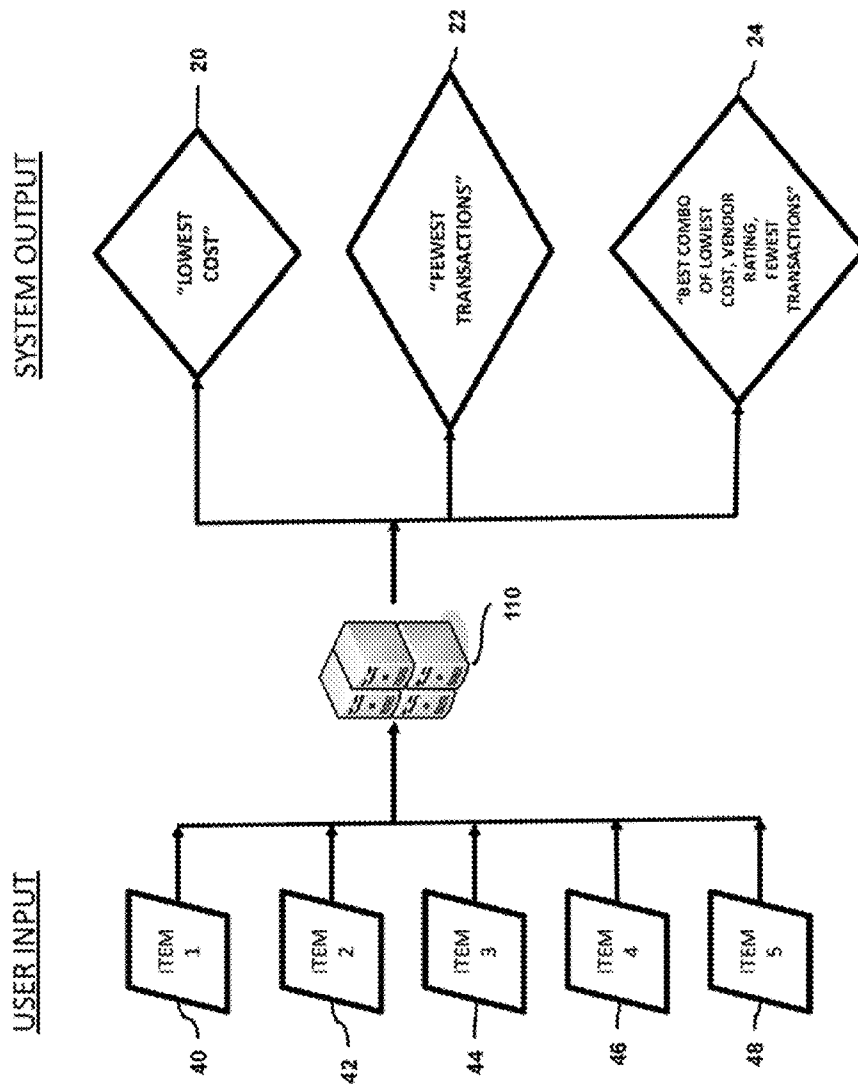 USER INPUT
SYSTEM OUTPUT
ITEM
1
40
ITEM
2
42
ITEM
3
44
ITEM
4
46
ITEM
5
48
110
"LOWEST
COST"
20
"FEWEST
TRANSACTIONS"
22
"BEST COMBO
OF LOWEST
COST, VENDOR
RATING,
FEWEST
TRANSACTIONS"
24